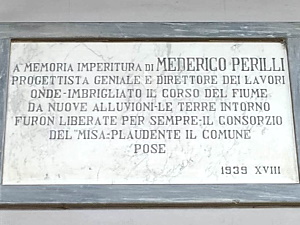 A MEMORIA IMPERITURA DI MEDERICO PERILLI
PROGETTISTA GENIALE E DIRETTORE DEI LAVORI
ONDE-IMBRIGLIATO IL CORSO DEL FIUME
DA NUOVE ALLUVIONI-LE TERRE INTORNO
FURON LIBERATE PER SEMPRE-IL CONSORZIO
DEL MISA-PLAUDENTE IL COMUNE
POSE
1939 XVIII